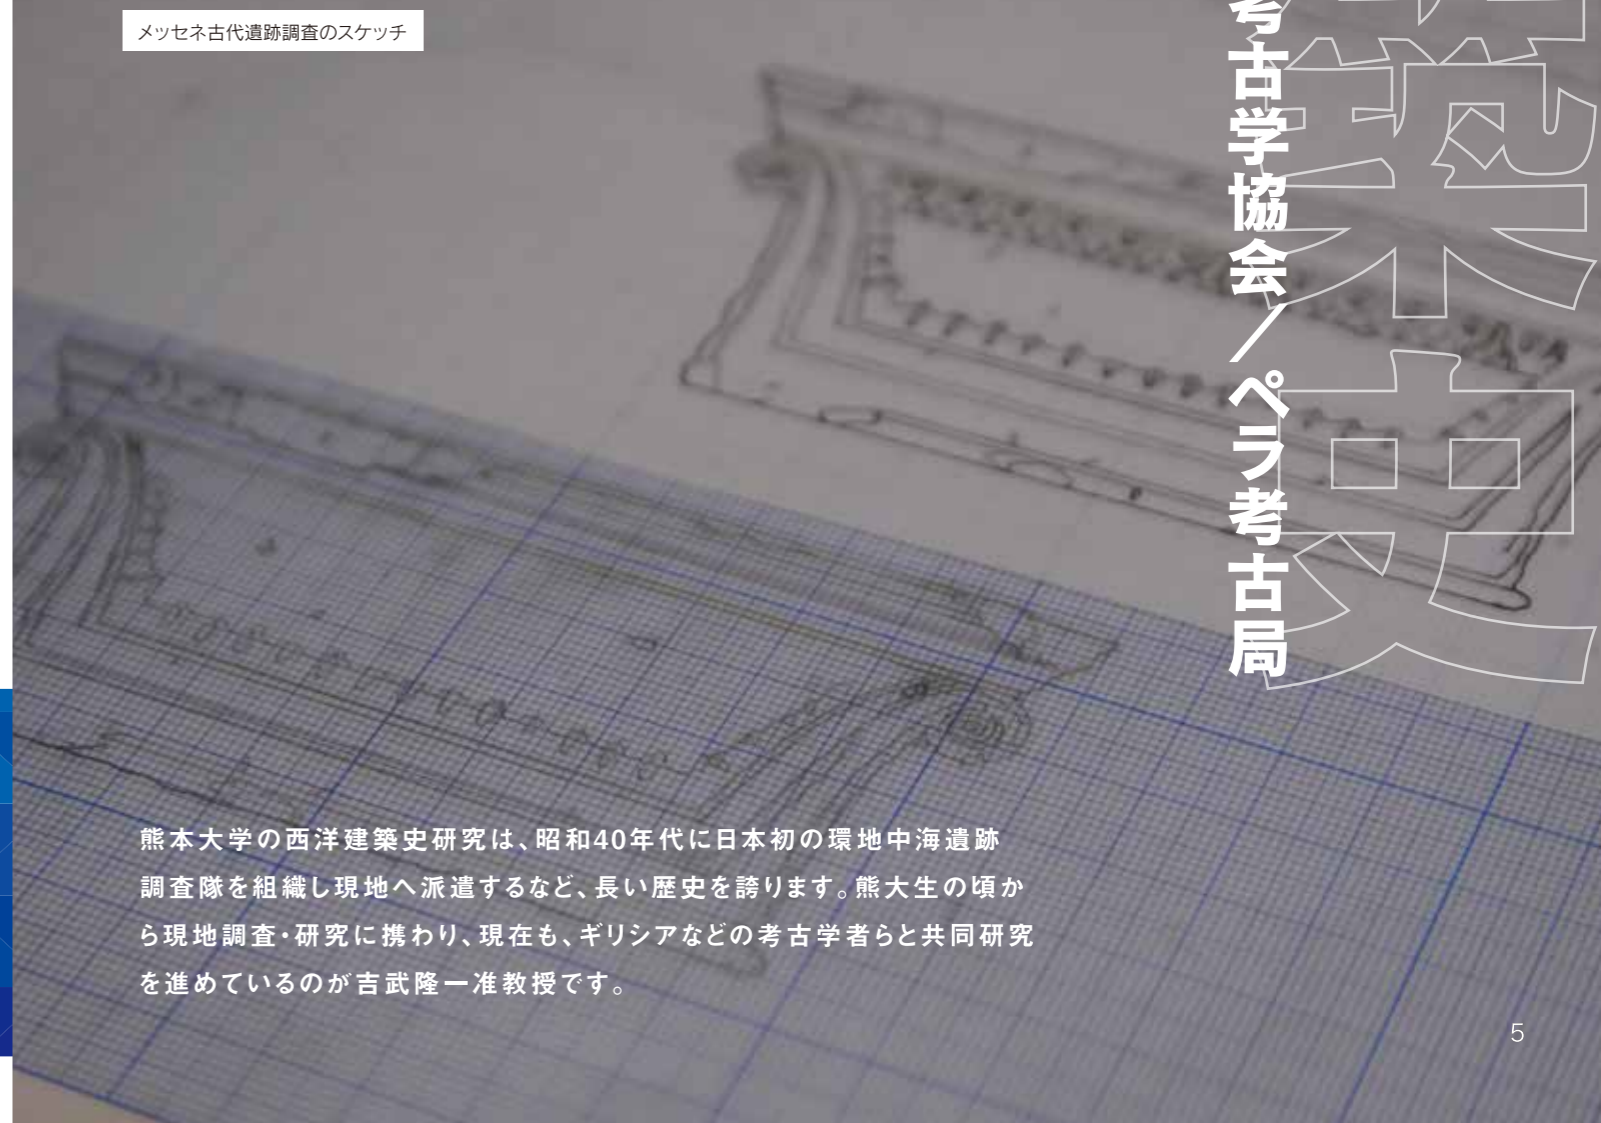 メッセネ古代遺跡調査のスケッチ
築史
考古学協会／ペラ考古局
熊本大学の西洋建築史研究は、昭和40年代に日本初の環地中海遺跡
調査隊を組織し現地へ派遣するなど、長い歴史を誇ります。熊大生の頃か
ら現地調査・研究に携わり、現在も、ギリシアなどの考古学者らと共同研究
を進めているのが吉武隆一准教授です。
5